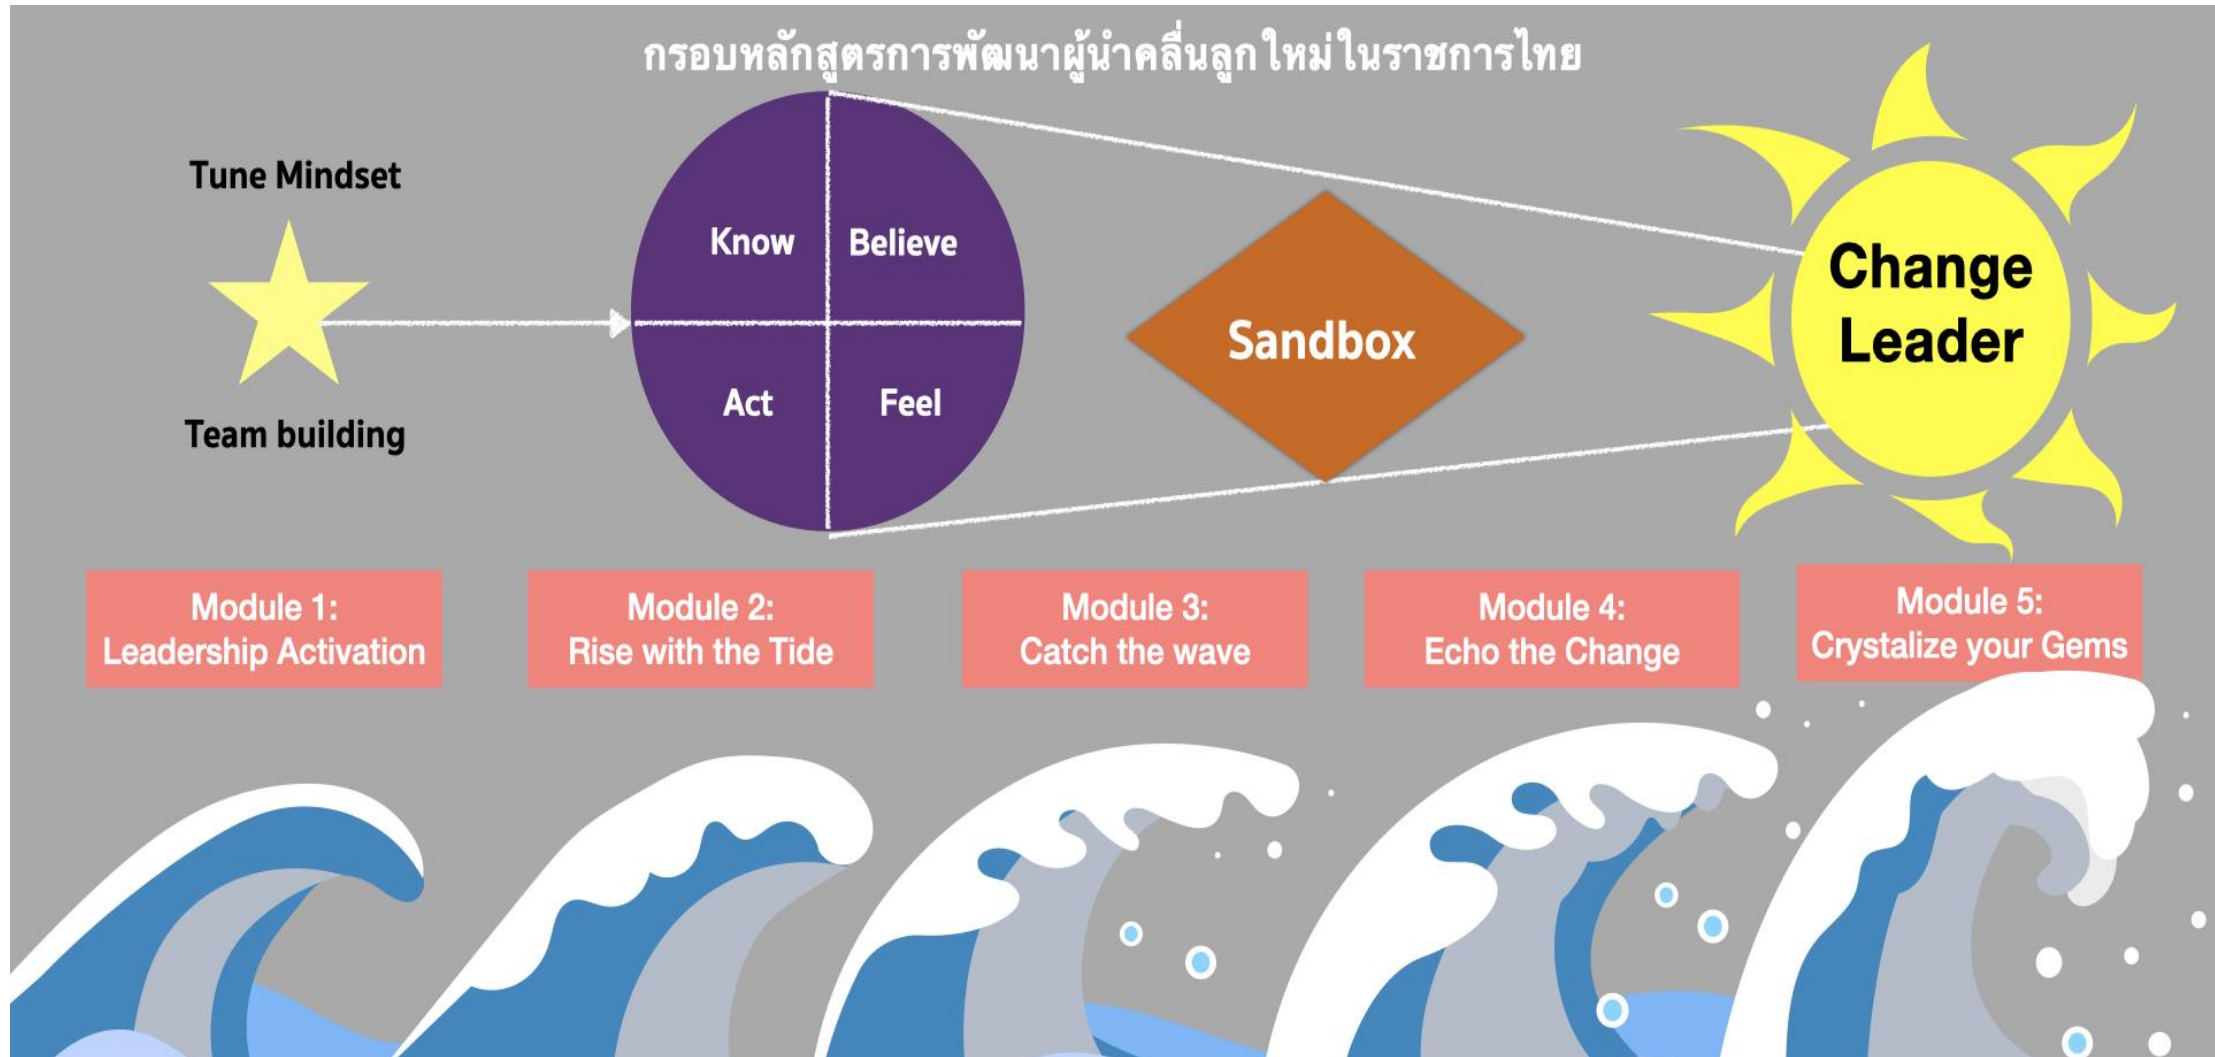 กรอบหลักสูตรการพัฒนาผู้นำคลื่นลูกใหม่ในราชการไทย
Tune Mindset
Team building
Know
Believe
Act
Feel
Sandbox
Change
Leader
Module 1:
Leadership Activation
Module 2:
Rise with the Tide
Module 3:
Catch the wave
Module 4:
Echo the Change
Module 5:
Crystalize your Gems